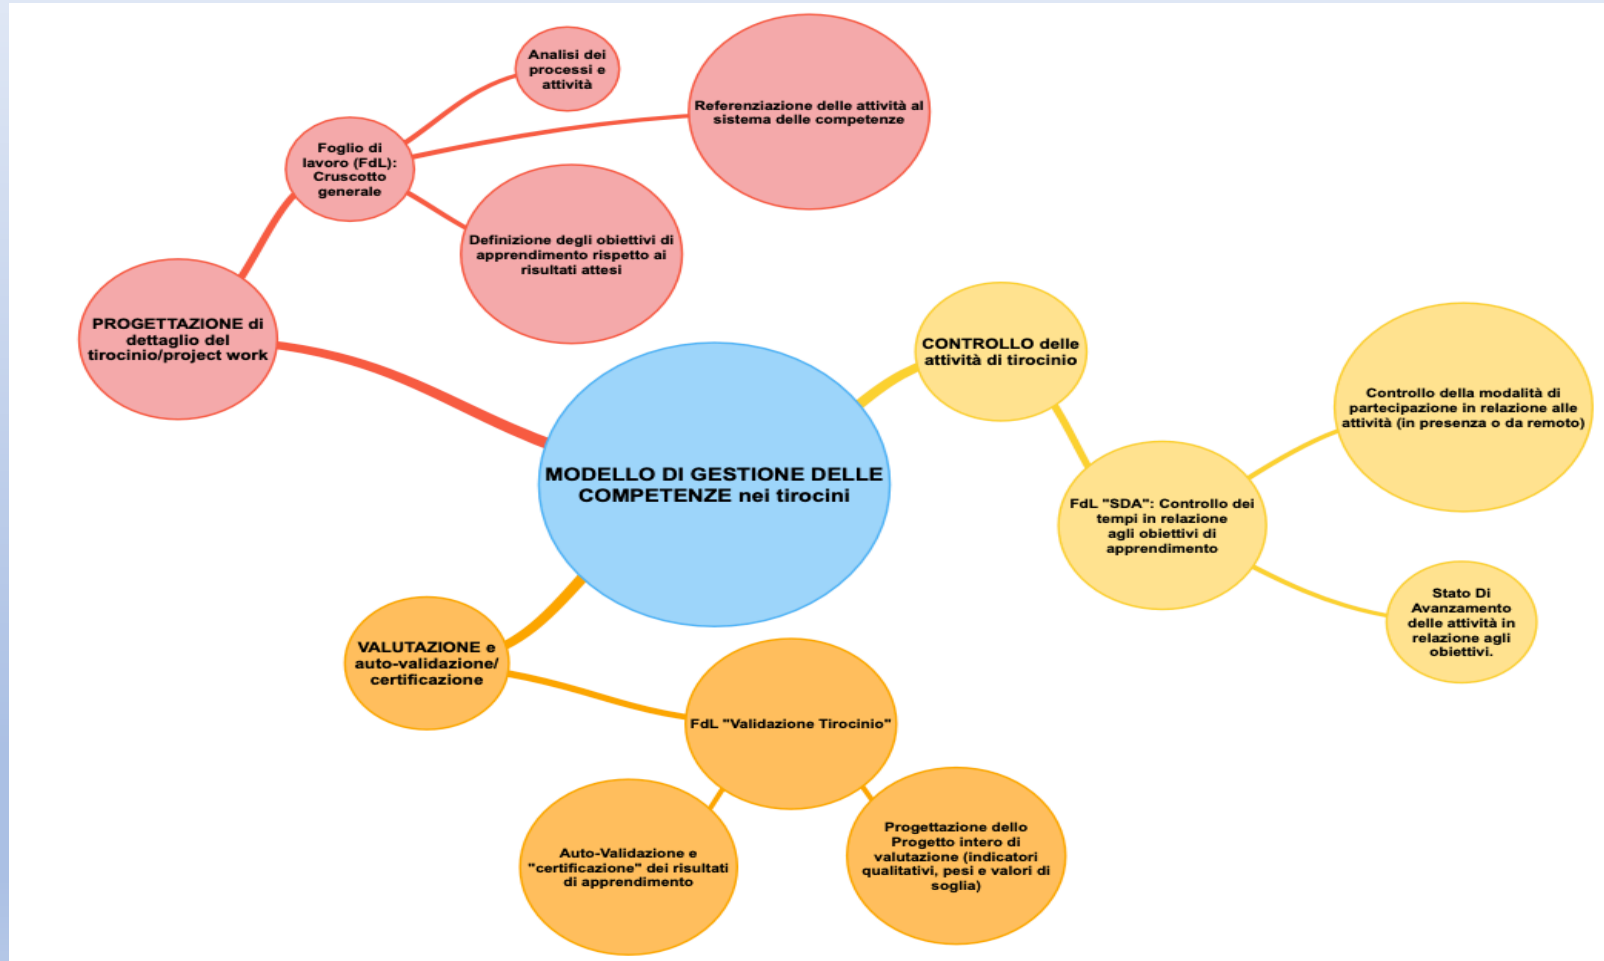 Analisi dei
processi e
attività
Referenziazione delle attività al
sistema delle competenze
Foglio di
lavoro (FdL):
Cruscotto
generale
Definizione degli obiettivi di
apprendimento rispetto ai
risultati attesi
PROGETTAZIONE di
dettaglio del
tirocinio/project work
MODELLO DI GESTIONE DELLE
COMPETENZE nei tirocini
CONTROLLO delle
attività di tirocinio
Controllo della modalità di
partecipazione in relazione alle
attività (in presenza o da remoto)
FdL "SDA": Controllo dei
tempi in relazione
agli obiettivi di
apprendimento
Stato Di
Avanzamento
delle attività in
relazione agli
obiettivi.
VALUTAZIONE e
auto-validazione/
certificazione
FdL "Validazione Tirocinio"
Auto-Validazione e
"certificazione" dei risultati
di apprendimento
Progettazione dello
Progetto intero di
valutazione (indicatori
qualitativi, pesi e valori di
soglia)